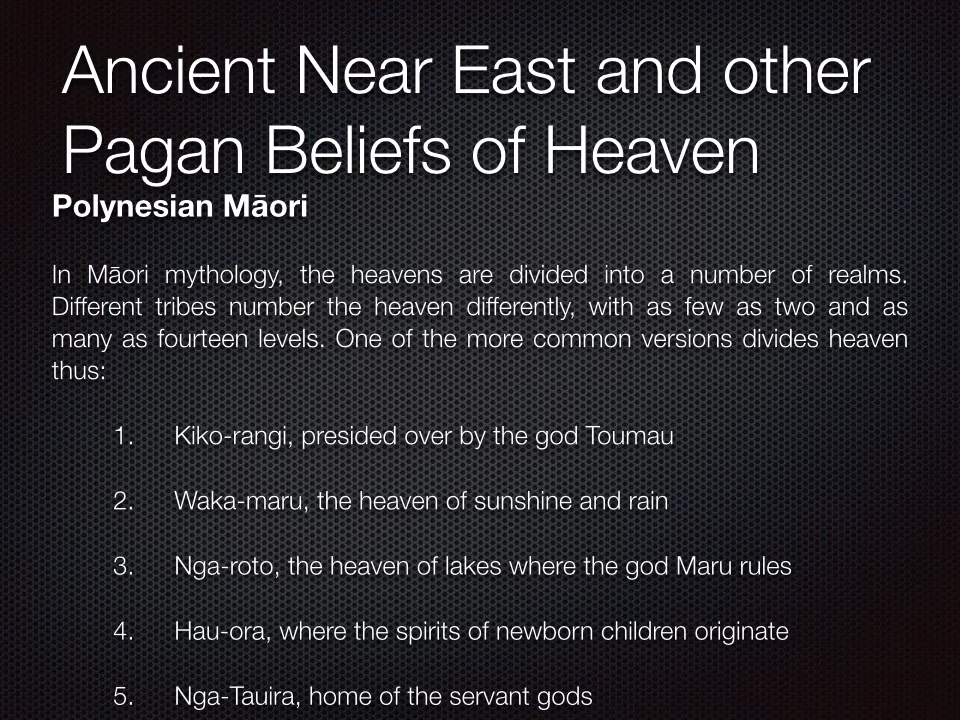 Ancient Near East and other
Pagan Beliefs of Heaven
Polynesian Māori
In Māori mythology, the heavens are divided into a number of realms.
Different tribes number the heaven differently, with as few as two and as
many as fourteen levels. One of the more common versions divides heaven
thus:
1. Kiko-rangi, presided over by the god Toumau
2. Waka-maru, the heaven of sunshine and rain
3. Nga-roto, the heaven of lakes where the god Maru rules
4. Hau-ora, where the spirits of newborn children originate
5. Nga-Tauira, home of the servant gods